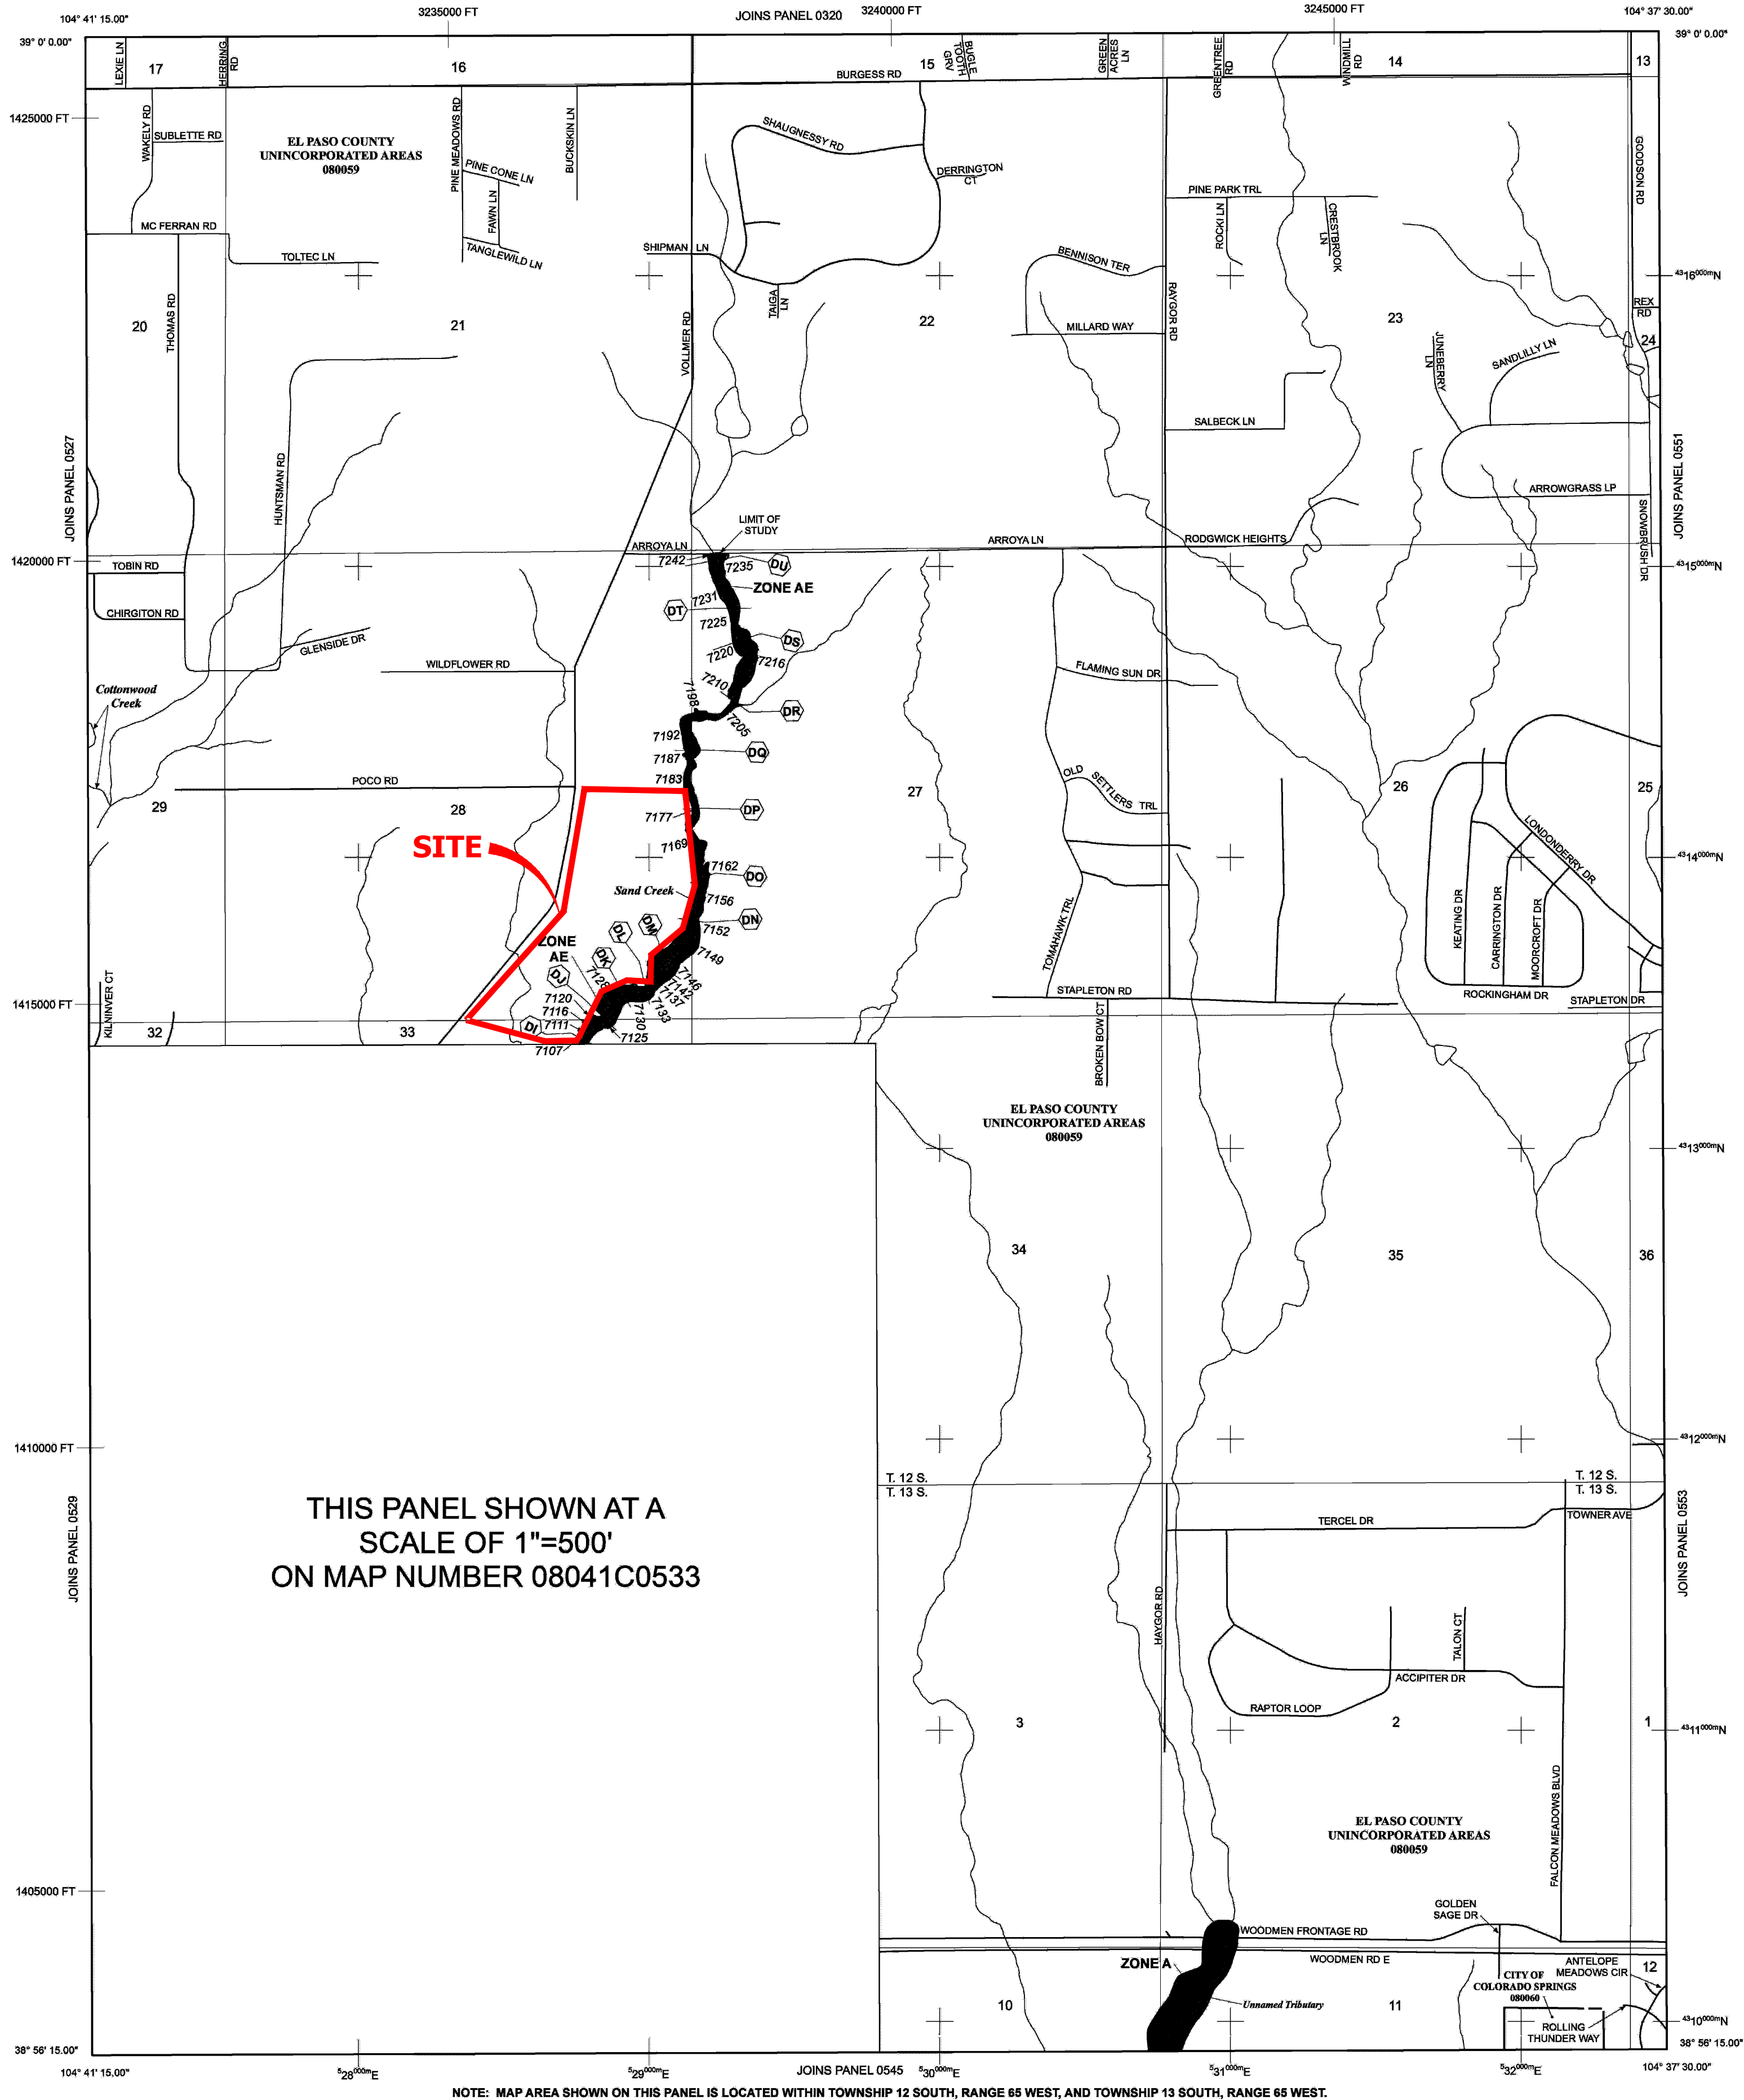 104° 41' 15.00"
3235000 FT
JOINS PANEL 0320
3240000 FT
3245000 FT
104° 37' 30.00"
39° 0' 0.00"
39° 0' 0.00"
LEXIE LN
17
HERRING RD
16
15
BUGLE TOOTH GRV
BURGESS RD
GREEN ACRES LN
GREENTREE RD
WINDMILL RD
14
13
1425000 FT
WAKELY RD
SUBLETTE RD
EL PASO COUNTY
UNINCORPORATED AREAS
080059
PINE MEADOWS RD
PINE CONE LN
FAWN LN
TANGLEWILD LN
BUCKSKIN LN
SHAUGNESSY RD
DERRINGTON CT
PINE PARK TRL
ROCKI LN
CRESTBROOK LN
GOODSON RD
MC FERRAN RD
TOLTEC LN
SHIPMAN LN
TAIGA LN
BENNISON TER
4316000mN
THOMAS RD
20
21
VOLLMER RD
22
MILLARD WAY
RAYGOR RD
23
REX RD
24
JUNEBERRY LN
SANDLILLY LN
SALBECK LN
JOINS PANEL 0527
HUNTSMAN RD
ARROWGRASS LP
SNOWBRUSH DR
JOINS PANEL 0551
LIMIT OF STUDY
ARROYA LN
ARROYA LN
RODGWICK HEIGHTS
1420000 FT
TOBIN RD
CHIRGITON RD
7242
7235
DU
ZONE AE
4315000mN
7231
DT
7225
DS
7220
7216
GLENSIDE DR
WILDFLOWER RD
FLAMING SUN DR
7210
7198
DR
7205
Cottonwood
Creek
7192
7187
DQ
7183
POCO RD
29
28
27
OLD SETTLERS TRL
26
25
DP
7177
7169
SITE
7162
DO
4314000mN
LONDONDERRY DR
Sand Creek
7156
DN
7152
7149
DM
DL
ZONE
AE
DK
DJ
7128
7146
7142
7137
7133
7130
7120
7116
7111
DI
7125
7107
TOMAHAWK TRL
KEATING DR
CARRINGTON DR
MOORCROFT DR
ROCKINGHAM DR
STAPLETON RD
STAPLETON DR
1415000 FT
KILNINVER CT
32
33
BROKEN BOW CT
EL PASO COUNTY
UNINCORPORATED AREAS
080059
4313000mN
34
35
36
1410000 FT
4312000mN
T. 12 S.
T. 13 S.
T. 12 S.
T. 13 S.
JOINS PANEL 0529
THIS PANEL SHOWN AT A
SCALE OF 1"=500'
ON MAP NUMBER 08041C0533
TERCEL DR
TOWNER AVE
JOINS PANEL 0553
HAYGOR RD
TALON CT
ACCIPITER DR
RAPTOR LOOP
3
2
1
4311000mN
FALCON MEADOWS BLVD
EL PASO COUNTY
UNINCORPORATED AREAS
080059
1405000 FT
GOLDEN
SAGE DR
WOODMEN FRONTAGE RD
WOODMEN RD E
ZONE A
ANTELOPE
MEADOWS CIR
12
CITY OF
COLORADO SPRINGS
080060
10
Unnamed Tributary
11
ROLLING
THUNDER WAY
4310000mN
38° 56' 15.00"
38° 56' 15.00"
104° 41' 15.00"
528000mE
529000mE
JOINS PANEL 0545
530000mE
531000mE
532000mE
104° 37' 30.00"
NOTE: MAP AREA SHOWN ON THIS PANEL IS LOCATED WITHIN TOWNSHIP 12 SOUTH, RANGE 65 WEST, AND TOWNSHIP 13 SOUTH, RANGE 65 WEST.